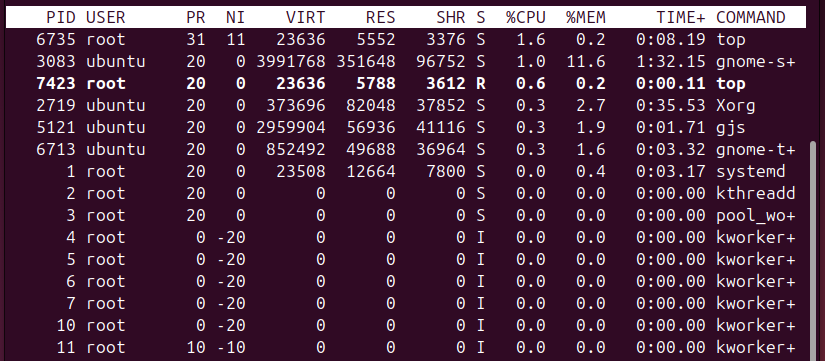 PID USER PR NI VIRT RES SHR S %CPU %MEM TIME+ COMMAND
6735 root 31 11 23636 5552 3376 S 1.6 0.2 0:08.19 top
3083 ubuntu 20 0 3991768 351648 96752 S 1.0 11.6 1:32.15 gnome-s+
7423 root 20 0 23636 5788 3612 R 0.6 0.2 0:00.11 top
2719 ubuntu 20 0 373696 82048 37852 S 0.3 2.7 0:35.53 Xorg
5121 ubuntu 20 0 2959904 56936 41116 S 0.3 1.9 0:01.71 gjs
6713 ubuntu 20 0 852492 49688 36964 S 0.3 1.6 0:03.32 gnome-t+
1 root 20 0 23508 12664 7800 S 0.0 0.4 0:03.17 systemd
2 root 20 0 0 0 0 S 0.0 0.0 0:00.00 kthreadd
3 root 20 0 0 0 0 S 0.0 0.0 0:00.00 pool_wo+
4 root 0 -20 0 0 0 I 0.0 0.0 0:00.00 kworker+
5 root 0 -20 0 0 0 I 0.0 0.0 0:00.00 kworker+
6 root 0 -20 0 0 0 I 0.0 0.0 0:00.00 kworker+
7 root 0 -20 0 0 0 I 0.0 0.0 0:00.00 kworker+
10 root 0 -20 0 0 0 I 0.0 0.0 0:00.00 kworker+
11 root 10 -10 0 0 0 I 0.0 0.0 0:00.00 kworker+